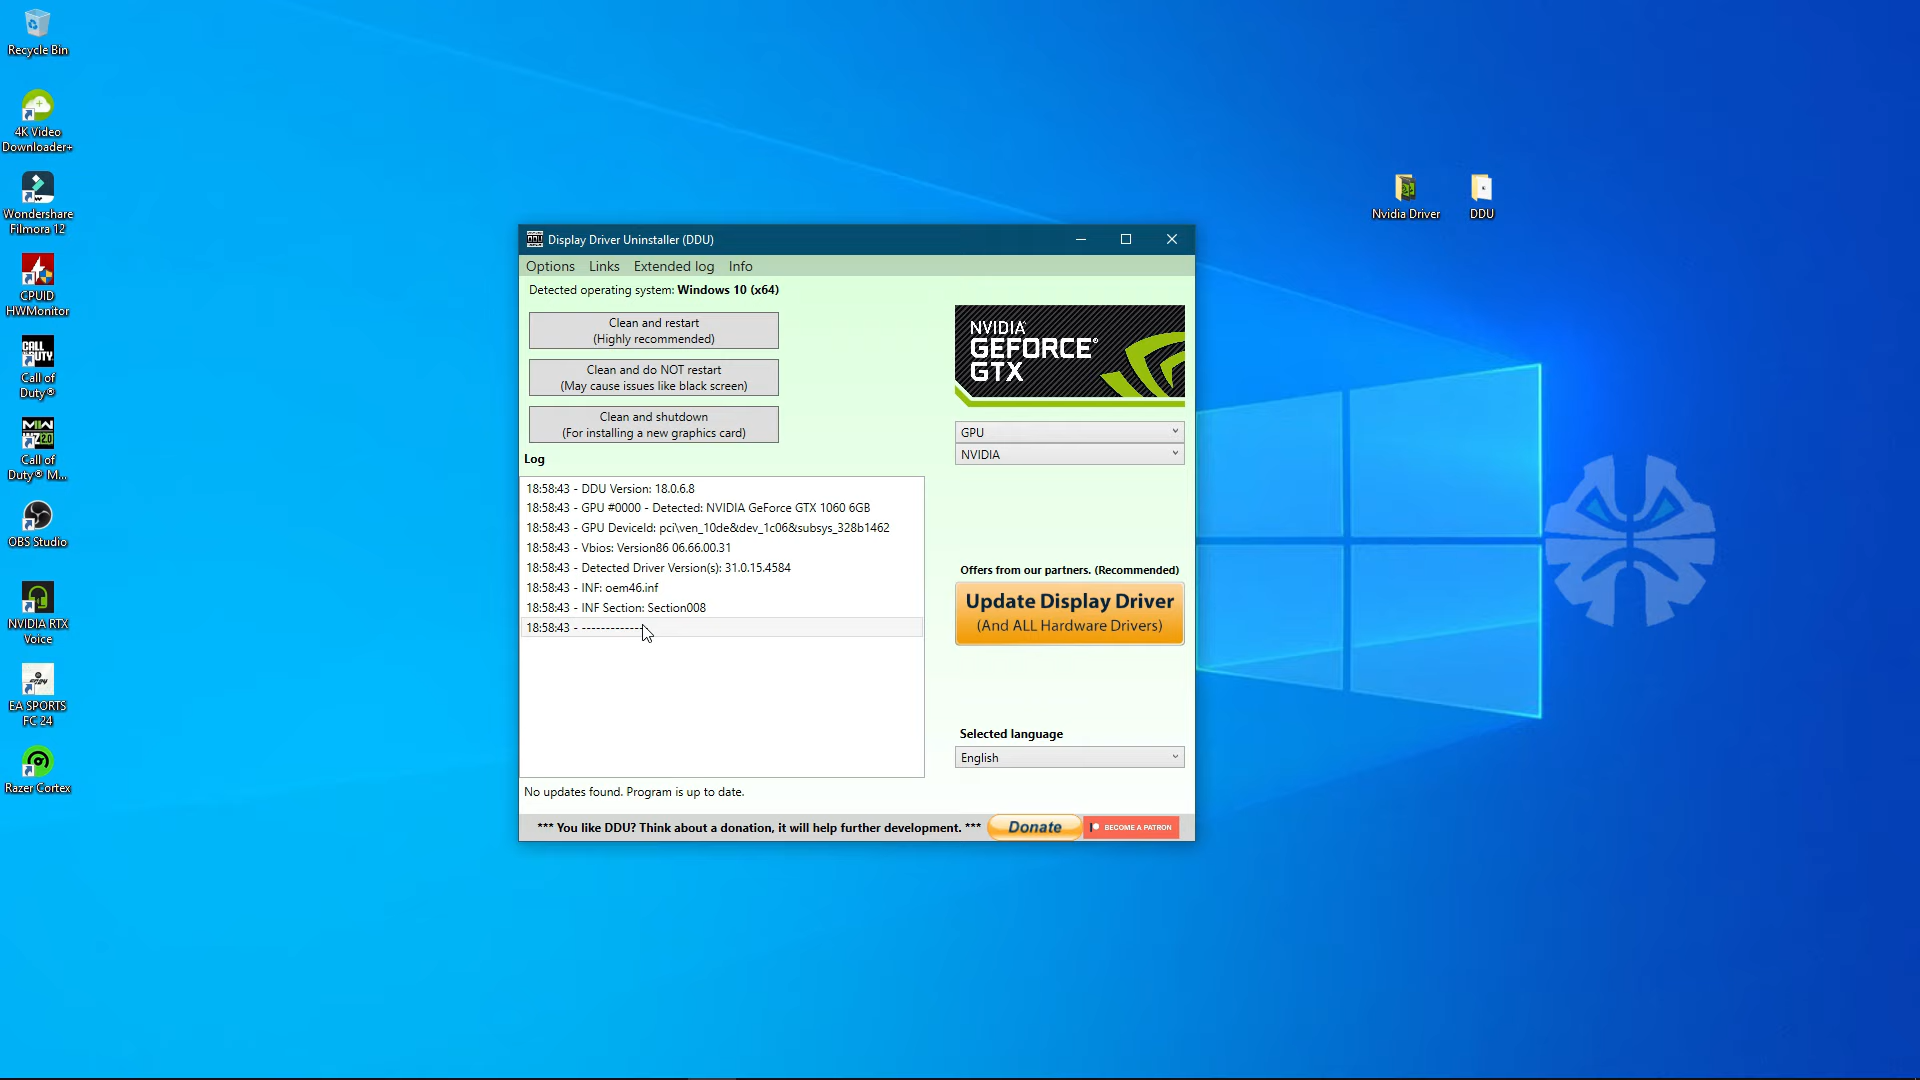 Recycle Bin
4K Video
Downloader+
Wondershare
Filmora 12
CPUID
HWMonitor
CALL
DUTY
Call of
Duty®
MW
WZ 2.0
Call of
Duty® M...
OBS Studio
NVIDIA RTX
Voice
EA SPORTS
FC 24
Razer Cortex
Nvidia Driver
DDU
Display Driver Uninstaller (DDU)
Options Links Extended log Info
Detected operating system: Windows 10 (x64)
Clean and restart
(Highly recommended)
Clean and do NOT restart
(May cause issues like black screen)
Clean and shutdown
(For installing a new graphics card)
NVIDIA
GEFORCE®
GTX
GPU
NVIDIA
Log
18:58:43 - DDU Version: 18.0.6.8
18:58:43 - GPU #0000 - Detected: NVIDIA GeForce GTX 1060 6GB
18:58:43 - GPU DeviceId: pci\ven_10de&dev_1c06&subsys_328b1462
18:58:43 - Vbios: Version86 06.66.00.31
18:58:43 - Detected Driver Version(s): 31.0.15.4584
18:58:43 - INF: oem46.inf
18:58:43 - INF Section: Section008
18:58:43 - -------------
Offers from our partners. (Recommended)
Update Display Driver
(And ALL Hardware Drivers)
Selected language
English
No updates found. Program is up to date.
*** You like DDU? Think about a donation, it will help further development. *** Donate BECOME A PATRON